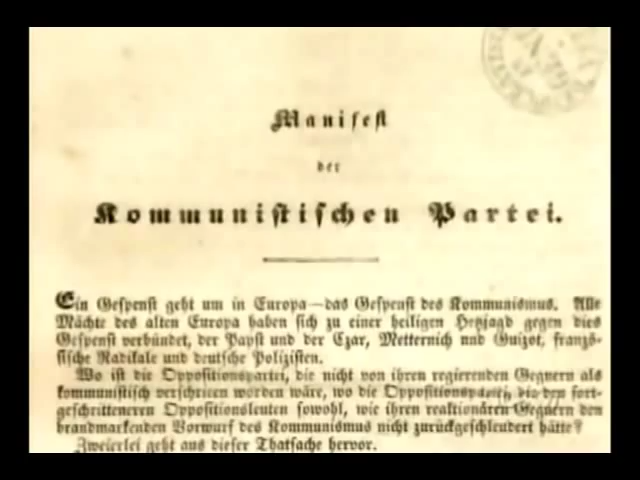 Manifest
der
Kommunistischen Partei.
Ein Gespenst geht um in Europa—das Gespenst des Kommunismus. Alle
Mächte des alten Europa haben sich zu einer heiligen Hetzjagd gegen dies
Gespenst verbündet, der Papst und der Czar, Metternich und Guizot, franzö-
sische Radikale und deutsche Polizisten.
Wo ist die Oppositionspartei, die nicht von ihren regierenden Gegnern als
kommunistisch verschrieen worden wäre, wo die Oppositionspartei, die den fort-
geschritteneren Oppositionsleuten sowohl, wie ihren reaktionären Gegnern den
brandmarkenden Vorwurf des Kommunismus nicht zurückgeschleudert hätte?
Zweierlei geht aus dieser Thatsache hervor.